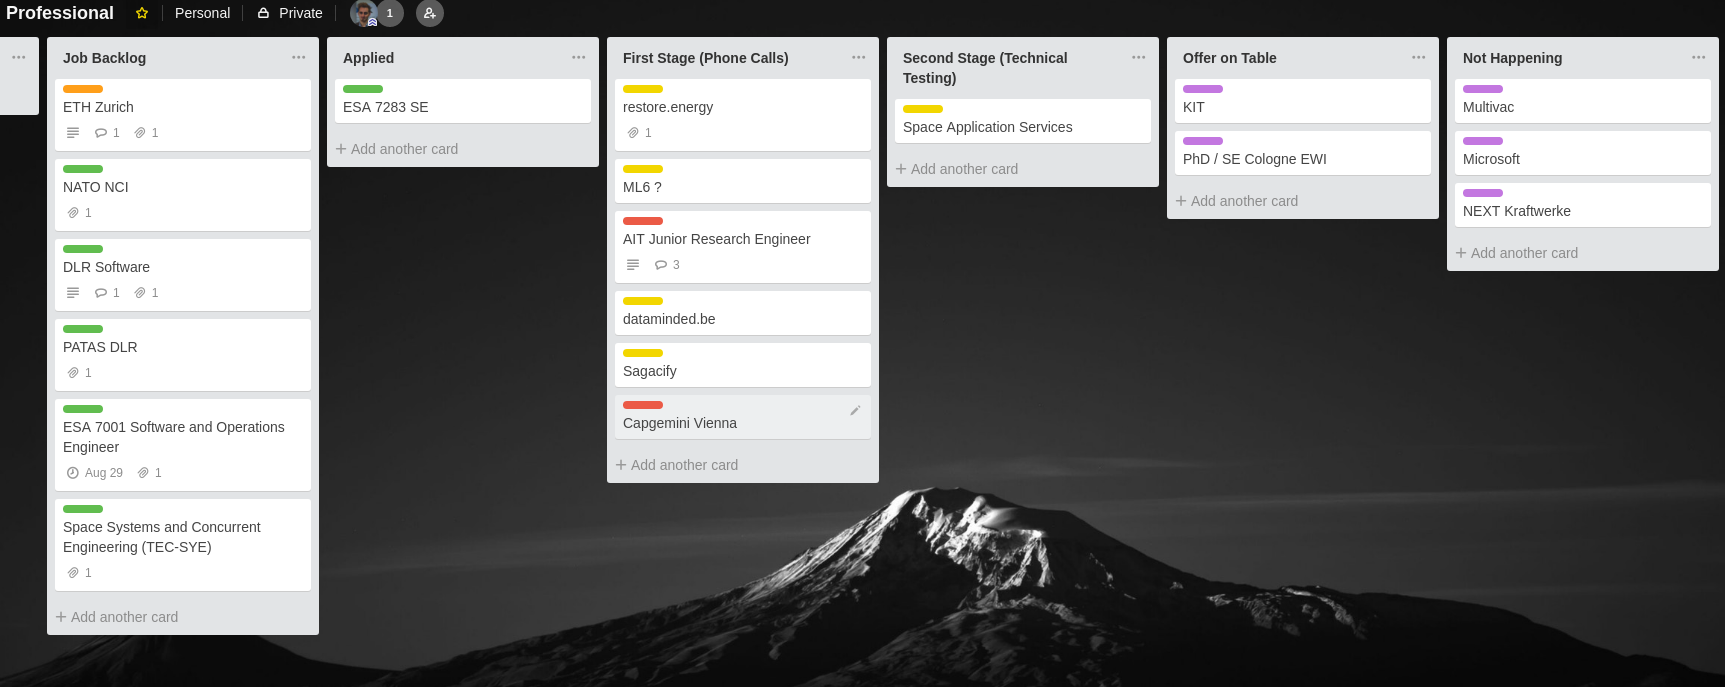 Professional
Personal
Private
1
Job Backlog
ETH Zurich
1 1
NATO NCI
1
DLR Software
1 1
PATAS DLR
1
ESA 7001 Software and Operations
Engineer
Aug 29 1
Space Systems and Concurrent
Engineering (TEC-SYE)
1
+ Add another card
Applied
ESA 7283 SE
+ Add another card
First Stage (Phone Calls)
restore.energy
1
ML6 ?
AIT Junior Research Engineer
3
dataminded.be
Sagacify
Capgemini Vienna
+ Add another card
Second Stage (Technical
Testing)
Space Application Services
+ Add another card
Offer on Table
KIT
PhD / SE Cologne EWI
+ Add another card
Not Happening
Multivac
Microsoft
NEXT Kraftwerke
+ Add another card